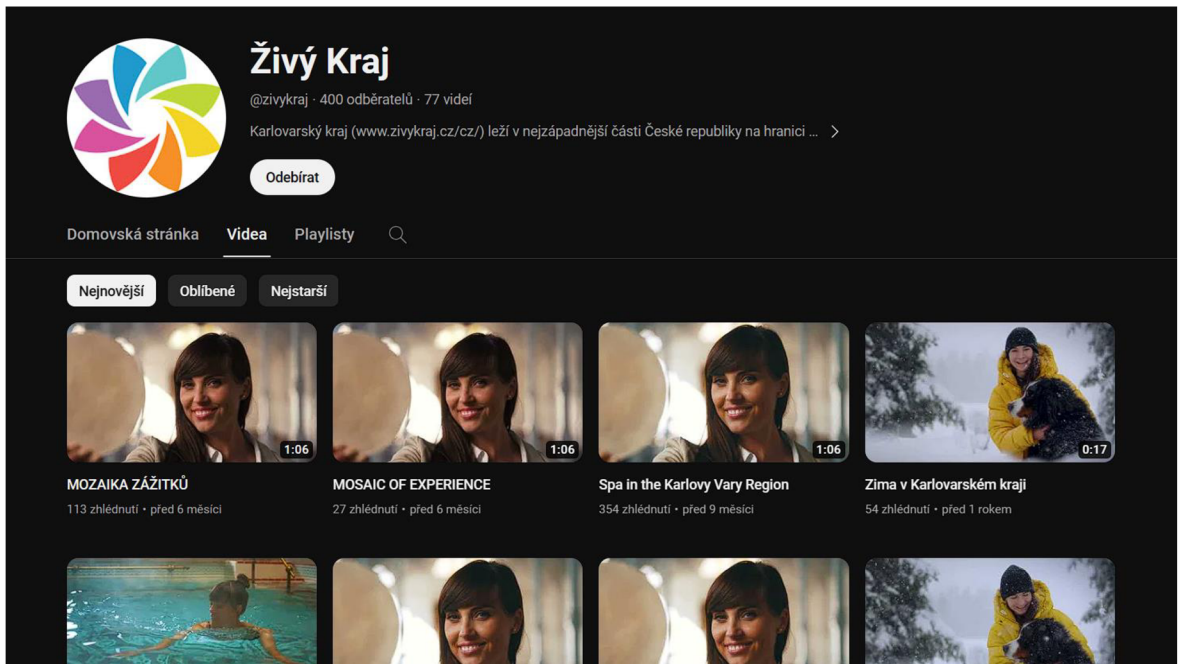 Živý Kraj
@zivykraj · 400 odběratelů · 77 videí
Karlovarský kraj (www.zivykraj.cz/cz/) leží v nejzápadnější části České republiky na hranici ...
Odebírat
Domovská stránka Videa Playlisty
Nejnovější Oblíbené Nejstarší
1:06 1:06 1:06 0:17
MOZAIKA ZÁŽITKŮ MOSAIC OF EXPERIENCE Spa in the Karlovy Vary Region Zima v Karlovarském kraji
113 zhlédnutí • před 6 měsíci 27 zhlédnutí • před 6 měsíci 354 zhlédnutí • před 9 měsíci 54 zhlédnutí • před 1 rokem